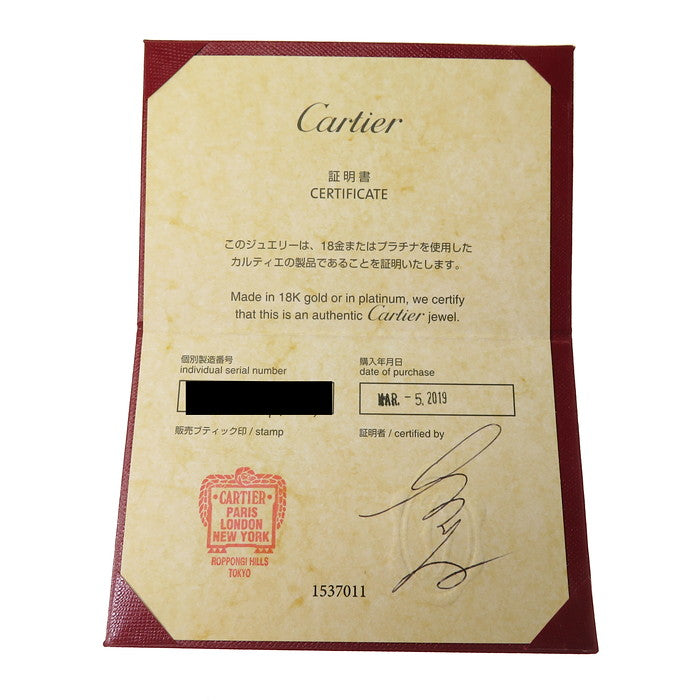 Cartier
証明書
CERTIFICATE
このジュエリーは、18金またはプラチナを使用した
カルティエの製品であることを証明いたします。
Made in 18K gold or in platinum, we certify
that this is an authentic Cartier jewel.
個別製造番号
individual serial number
購入年月日
date of purchase
MAR. - 5. 2019
販売ブティック印 / stamp
証明者 / certified by
CARTIER
PARIS
LONDON
NEW YORK
ROPPONGI HILLS
TOKYO
1537011